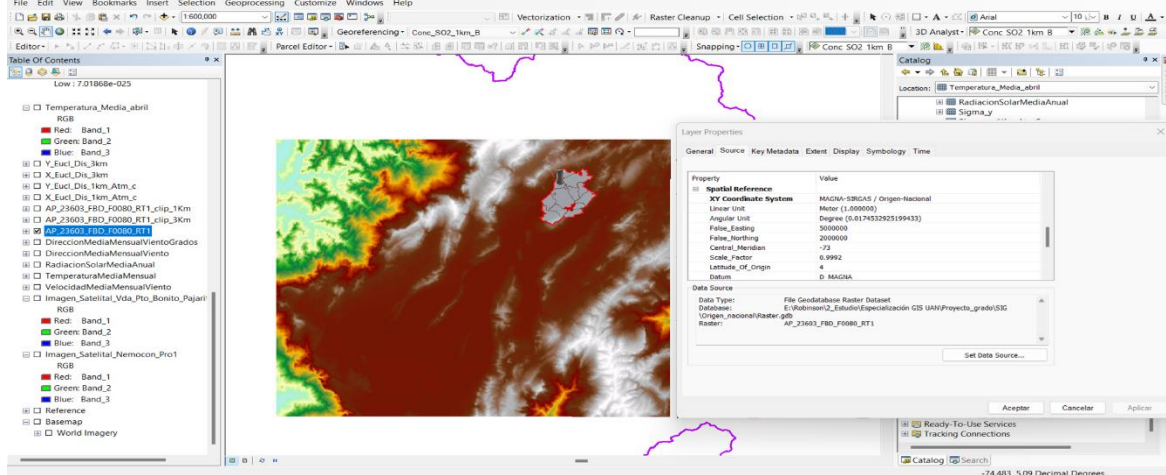 File Edit View Bookmarks Insert Selection Geoprocessing Customize Windows Help
1:600,000 Vectorization Raster Cleanup Cell Selection Arial 10 B I U A
Georeferencing Conc_SO2_1km_B 3D Analyst Conc SO2 1km B
Editor Parcel Editor Snapping Conc SO2 1km B
Table Of Contents
Low : 7.01868e-025
Temperatura_Media_abril
RGB
Red: Band_1
Green: Band_2
Blue: Band_3
Y_Eucl_Dis_3km
X_Eucl_Dis_3km
Y_Eucl_Dis_1km_Atm_c
X_Eucl_Dis_1km_Atm_c
AP_23603_FBD_F0080_RT1_clip_1Km
AP_23603_FBD_F0080_RT1_clip_3Km
AP_23603_FBD_F0080_RT1
DireccionMediaMensualVientoGrados
DireccionMediaMensualViento
RadiacionSolarMediaAnual
TemperaturaMediaMensual
VelocidadMediaMensualViento
Imagen_Satelital_Vda_Pto_Bonito_Pajarit
RGB
Red: Band_1
Green: Band_2
Blue: Band_3
Imagen_Satelital_Nemocon_Pro1
RGB
Red: Band_1
Green: Band_2
Blue: Band_3
Reference
Basemap
World Imagery
Catalog
Location: Temperatura_Media_abril
RadiacionSolarMediaAnual
Sigma_y
Layer Properties
General Source Key Metadata Extent Display Symbology Time
Property Value
Spatial Reference
XY Coordinate System MAGNA-SIRGAS / Origen-Nacional
Linear Unit Meter (1.000000)
Angular Unit Degree (0.0174532925199433)
False_Easting 5000000
False_Northing 2000000
Central_Meridian -73
Scale_Factor 0.9992
Latitude_Of_Origin 4
Datum D_MAGNA
Data Source
Data Type: File Geodatabase Raster Dataset
Database: E:\Robinson\2_Estudio\Especialización GIS UAN\Proyecto_grado\SIG
\Origen_nacional\Raster.gdb
Raster: AP_23603_FBD_F0080_RT1
Set Data Source...
Aceptar Cancelar Aplicar
Ready-To-Use Services
Tracking Connections
Catalog Search
-74.483 5.09 Decimal Degrees